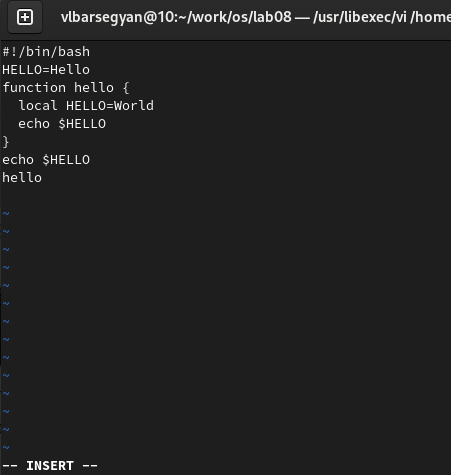 vlbarsegyan@10:~/work/os/lab08 — /usr/libexec/vi /home
#!/bin/bash
HELLO=Hello
function hello {
  local HELLO=World
  echo $HELLO
}
echo $HELLO
hello
~
~
~
~
~
~
~
~
~
~
~
~
~
~
-- INSERT --